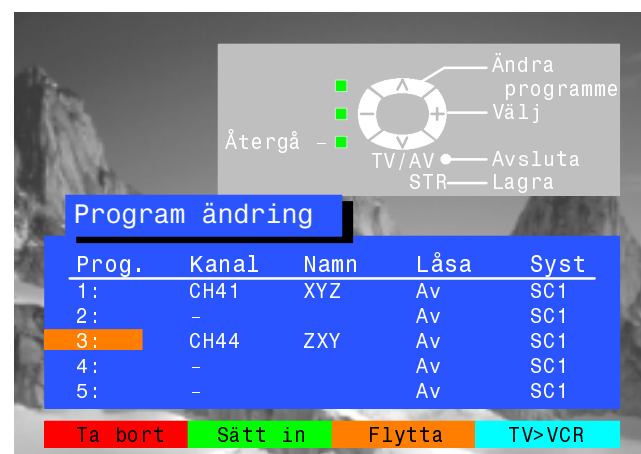 Ändra
programme
Välj
Återgå –
TV/AV Avsluta
STR Lagra
Program ändring
Prog. Kanal Namn Låsa Syst
1: CH41 XYZ Av SC1
2: – Av SC1
3: CH44 ZXY Av SC1
4: – Av SC1
5: – Av SC1
Ta bort Sätt in Flytta TV>VCR